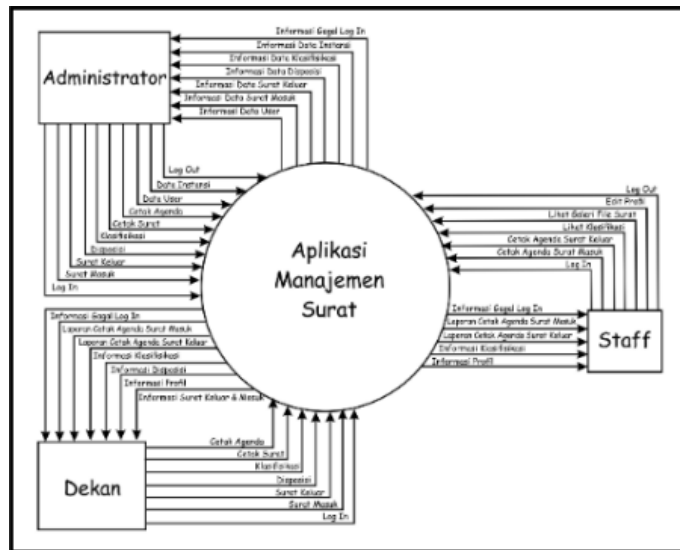 Administrator
Informasi Gagal Log In
Informasi Data Instansi
Informasi Data Klasifikasi
Informasi Data Disposisi
Informasi Data Surat Keluar
Informasi Data Surat Masuk
Informasi Data User
Log Out
Data Instansi
Data User
Cetak Agenda
Cetak Surat
Klasifikasi
Disposisi
Surat Keluar
Surat Masuk
Log In
Aplikasi
Manajemen
Surat
Log Out
Edit Profil
Lihat Galeri File Surat
Lihat Klasifikasi
Cetak Agenda Surat Keluar
Cetak Agenda Surat Masuk
Log In
Staff
Informasi Gagal Log In
Laporan Cetak Agenda Surat Masuk
Laporan Cetak Agenda Surat Keluar
Informasi Klasifikasi
Informasi Profil
Informasi Gagal Log In
Laporan Cetak Agenda Surat Masuk
Laporan Cetak Agenda Surat Keluar
Informasi Klasifikasi
Informasi Disposisi
Informasi Profil
Informasi Surat Keluar & Masuk
Dekan
Cetak Agenda
Cetak Surat
Klasifikasi
Disposisi
Surat Keluar
Surat Masuk
Log In